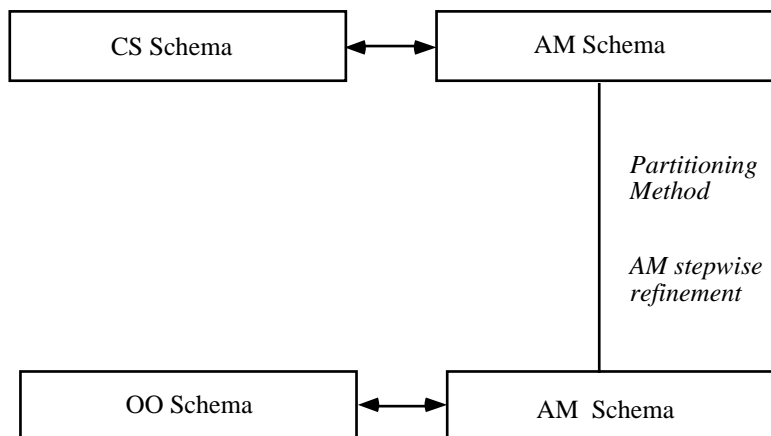 CS Schema
AM Schema
Partitioning
Method
AM stepwise
refinement
OO Schema
AM Schema